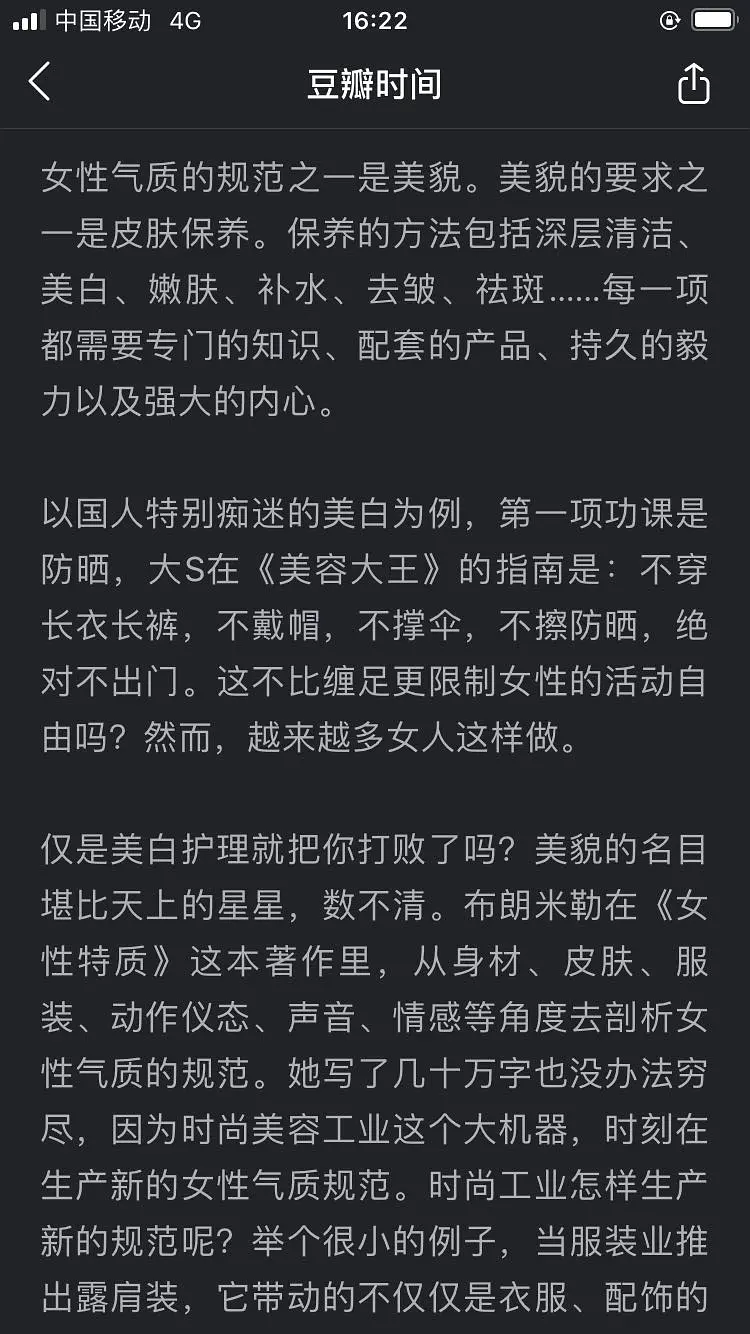 中国移动 4G 16:22
豆瓣时间
女性气质的规范之一是美貌。美貌的要求之
一是皮肤保养。保养的方法包括深层清洁、
美白、嫩肤、补水、去皱、祛斑……每一项
都需要专门的知识、配套的产品、持久的毅
力以及强大的内心。
以国人特别痴迷的美白为例，第一项功课是
防晒，大S在《美容大王》的指南是：不穿
长衣长裤，不戴帽，不撑伞，不擦防晒，绝
对不出门。这不比缠足更限制女性的活动自
由吗？然而，越来越多女人这样做。
仅是美白护理就把你打败了吗？美貌的名目
堪比天上的星星，数不清。布朗米勒在《女
性特质》这本著作里，从身材、皮肤、服
装、动作仪态、声音、情感等角度去剖析女
性气质的规范。她写了几十万字也没办法穷
尽，因为时尚美容工业这个大机器，时刻在
生产新的女性气质规范。时尚工业怎样生产
新的规范呢？举个很小的例子，当服装业推
出露肩装，它带动的不仅仅是衣服、配饰的